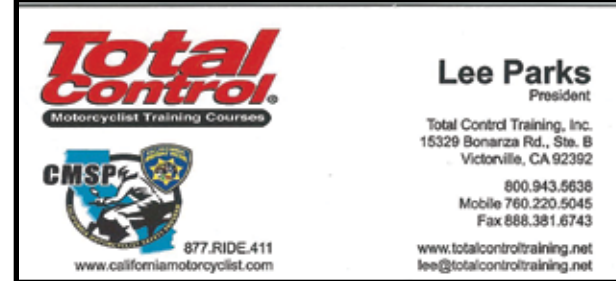 Total
Control®
Motorcyclist Training Courses
CMSP
877.RIDE.411
www.californiamotorcyclist.com
Lee Parks
President
Total Control Training, Inc.
15329 Bonanza Rd., Ste. B
Victorville, CA 92392
800.943.5638
Mobile 760.220.5045
Fax 888.381.6743
www.totalcontroltraining.net
lee@totalcontroltraining.net